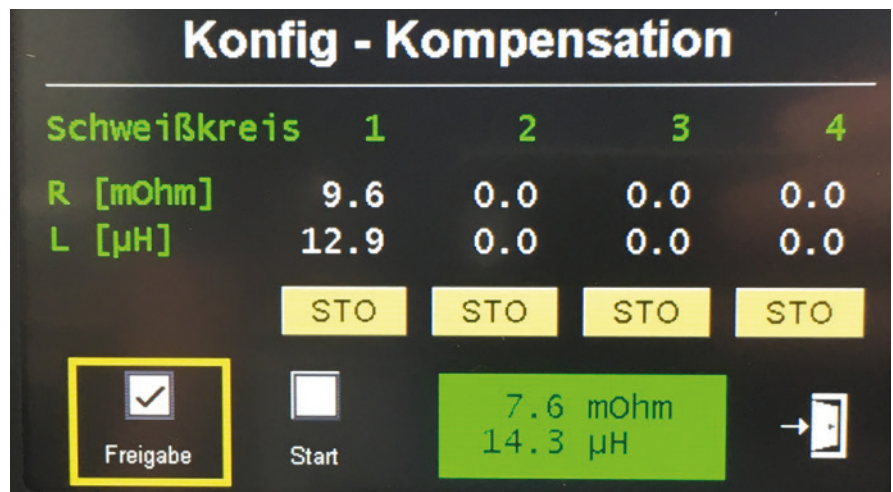 Konfig - Kompensation
Schweißkreis 1 2 3 4
R [mOhm] 9.6 0.0 0.0 0.0
L [µH] 12.9 0.0 0.0 0.0
STO STO STO STO
7.6 mOhm
14.3 µH
Freigabe Start